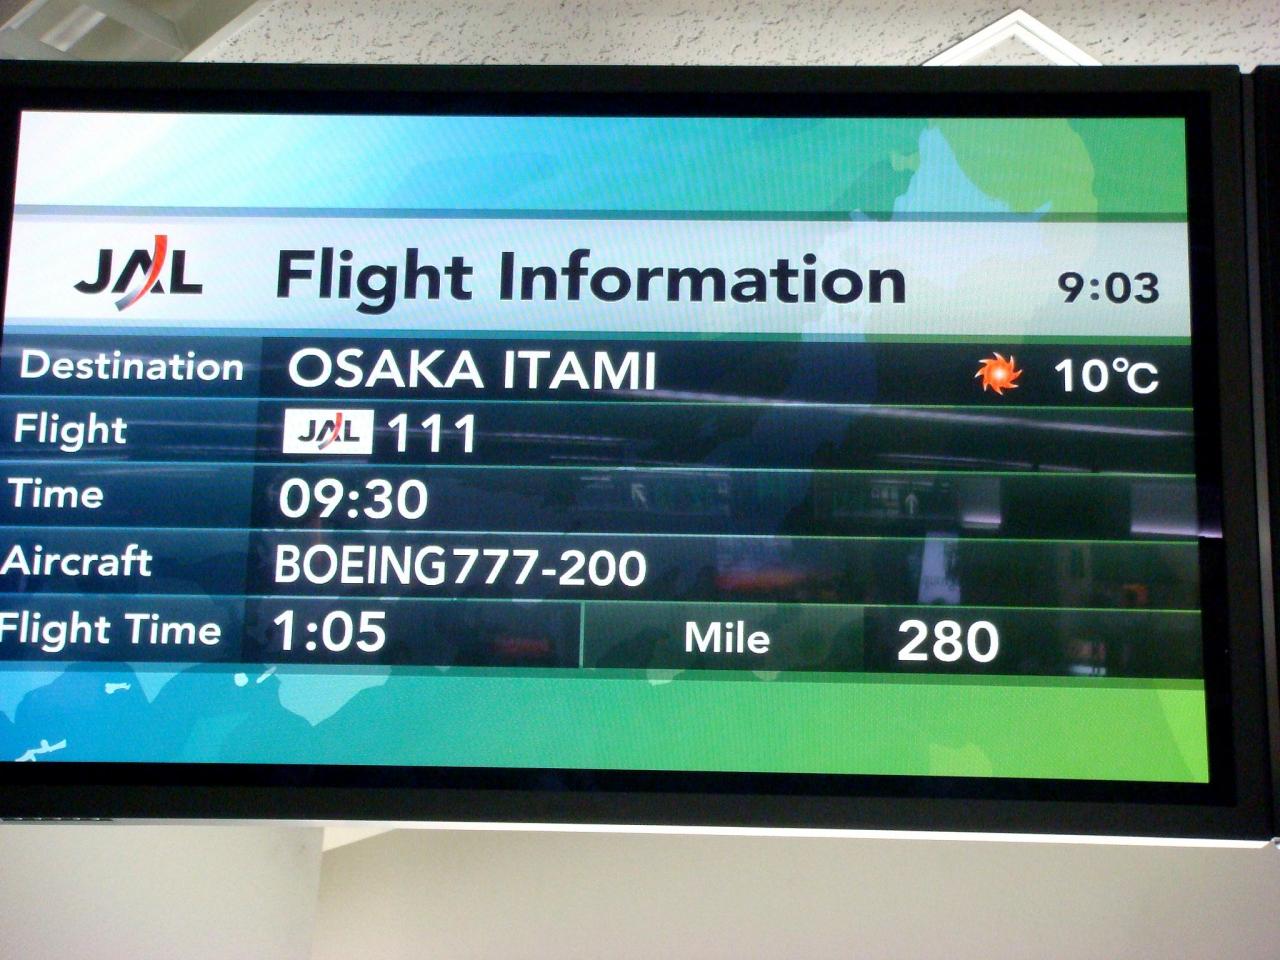 JAL Flight Information 9:03
Destination OSAKA ITAMI 10℃
Flight JAL 111
Time 09:30
Aircraft BOEING777-200
Flight Time 1:05 Mile 280